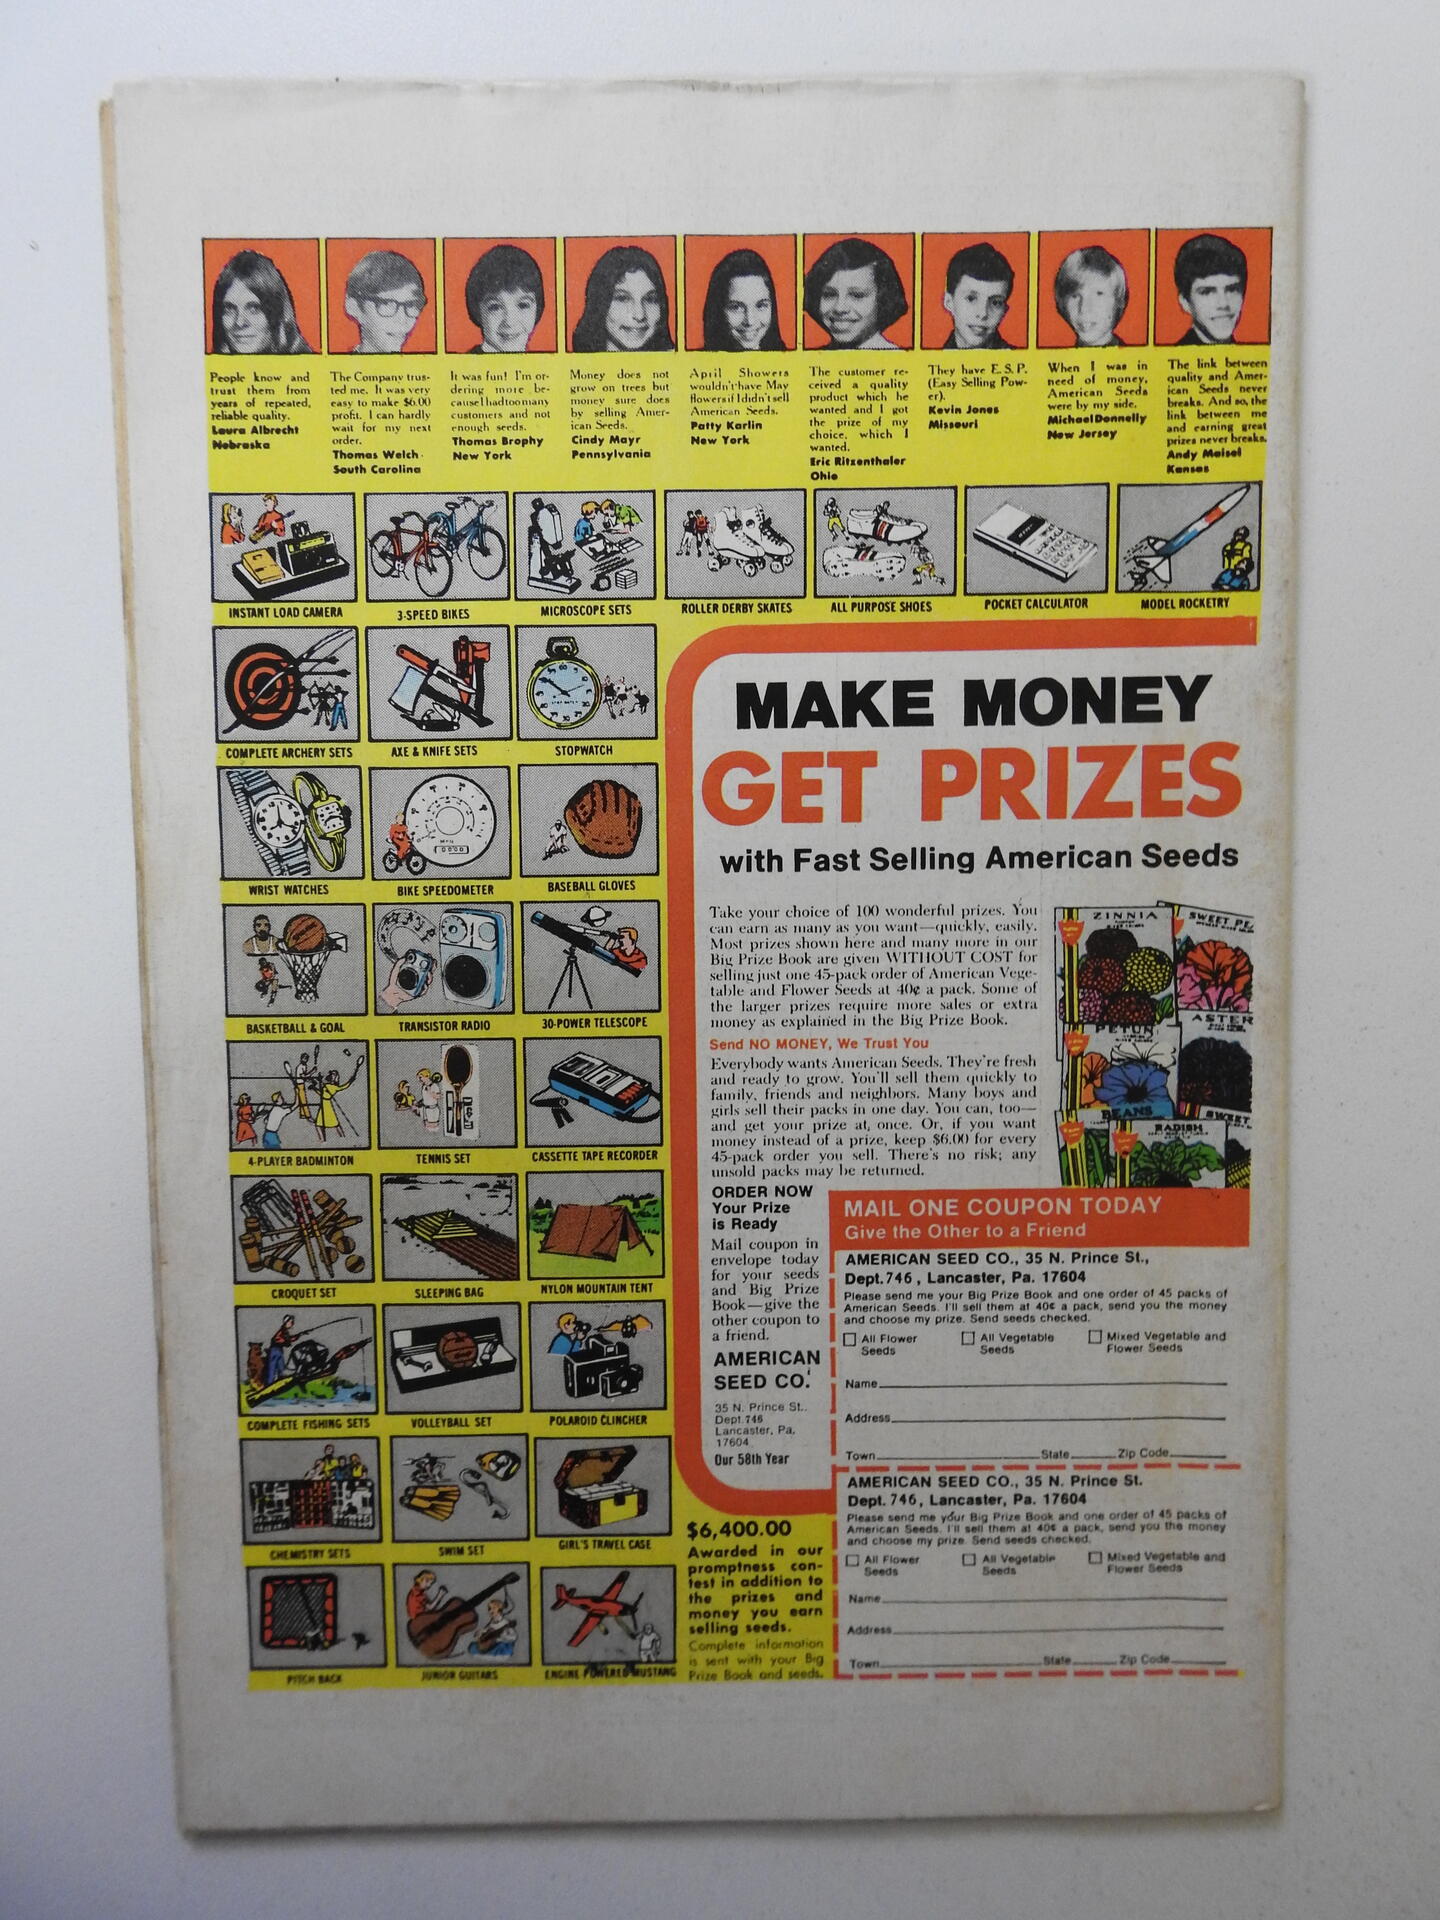 People know and
trust them from
years of repeated,
reliable quality.
Laura Albrecht
Nebraska
The Company trus-
ted me. It was very
easy to make $6.00
profit. I can hardly
wait for my next
order.
Thomas Welch
South Carolina
It was fun! I'm or-
dering more be-
cause I had too many
customers and not
enough seeds.
Thomas Brophy
New York
Money does not
grow on trees but
money sure does
by selling Amer-
ican Seeds.
Cindy Mayr
Pennsylvania
April Showers
wouldn't have May
flowers if I didn't sell
American Seeds.
Patty Karlin
New York
The customer re-
ceived a quality
product which he
wanted and I got
the prize of my
choice, which I
wanted.
Eric Ritzenthaler
Ohio
They have E.S.P.
(Easy Selling Pow-
er).
Kevin Jones
Missouri
When I was in
need of money,
American Seeds
were by my side.
Michael Donnelly
New Jersey
The link between
quality and Amer-
ican Seeds never
breaks. And so, the
link between me
and earning great
prizes never breaks.
Andy Meisel
Kansas
INSTANT LOAD CAMERA
3-SPEED BIKES
MICROSCOPE SETS
ROLLER DERBY SKATES
ALL PURPOSE SHOES
POCKET CALCULATOR
MODEL ROCKETRY
COMPLETE ARCHERY SETS
AXE & KNIFE SETS
STOPWATCH
WRIST WATCHES
BIKE SPEEDOMETER
BASEBALL GLOVES
BASKETBALL & GOAL
TRANSISTOR RADIO
30-POWER TELESCOPE
4-PLAYER BADMINTON
TENNIS SET
CASSETTE TAPE RECORDER
CROQUET SET
SLEEPING BAG
NYLON MOUNTAIN TENT
COMPLETE FISHING SETS
VOLLEYBALL SET
POLAROID CLINCHER
CHEMISTRY SETS
SWIM SET
GIRL'S TRAVEL CASE
PITCH BACK
JUNIOR GUITARS
ENGINE POWERED MUSTANG
MAKE MONEY
GET PRIZES
with Fast Selling American Seeds
Take your choice of 100 wonderful prizes. You
can earn as many as you want—quickly, easily.
Most prizes shown here and many more in our
Big Prize Book are given WITHOUT COST for
selling just one 45-pack order of American Vege-
table and Flower Seeds at 40¢ a pack. Some of
the larger prizes require more sales or extra
money as explained in the Big Prize Book.
Send NO MONEY, We Trust You
Everybody wants American Seeds. They're fresh
and ready to grow. You'll sell them quickly to
family, friends and neighbors. Many boys and
girls sell their packs in one day. You can, too—
and get your prize at once. Or, if you want
money instead of a prize, keep $6.00 for every
45-pack order you sell. There's no risk; any
unsold packs may be returned.
ZINNIA
SWEET PE
ASTER
PETUN
BEANS
RADISH
SWEET
ORDER NOW
Your Prize
is Ready
Mail coupon in
envelope today
for your seeds
and Big Prize
Book—give the
other coupon to
a friend.
AMERICAN
SEED CO.
35 N. Prince St.,
Dept. 746
Lancaster, Pa.
17604
Our 58th Year
$6,400.00
Awarded in our
promptness con-
test in addition to
the prizes and
money you earn
selling seeds.
Complete information
is sent with your Big
Prize Book and seeds.
MAIL ONE COUPON TODAY
Give the Other to a Friend
AMERICAN SEED CO., 35 N. Prince St.,
Dept. 746, Lancaster, Pa. 17604
Please send me your Big Prize Book and one order of 45 packs of
American Seeds. I'll sell them at 40¢ a pack, send you the money
and choose my prize. Send seeds checked.
All Flower Seeds
All Vegetable Seeds
Mixed Vegetable and Flower Seeds
Name
Address
Town State Zip Code
AMERICAN SEED CO., 35 N. Prince St.
Dept. 746, Lancaster, Pa. 17604
Please send me your Big Prize Book and one order of 45 packs of
American Seeds. I'll sell them at 40¢ a pack, send you the money
and choose my prize. Send seeds checked.
All Flower Seeds
All Vegetable Seeds
Mixed Vegetable and Flower Seeds
Name
Address
Town State Zip Code